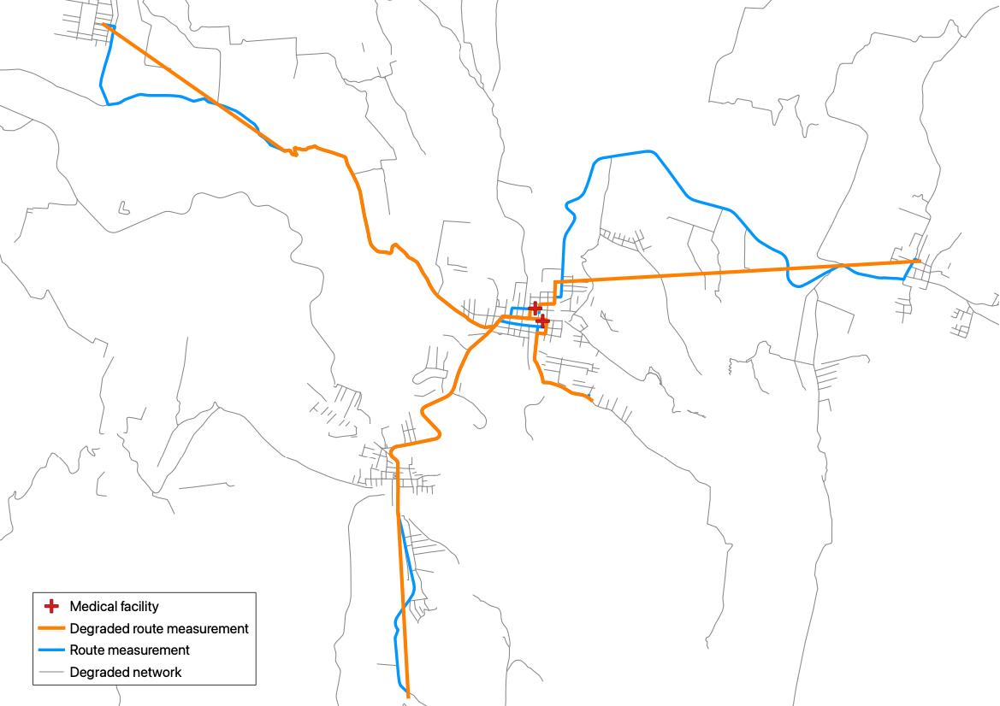 Medical facility
Degraded route measurement
Route measurement
Degraded network